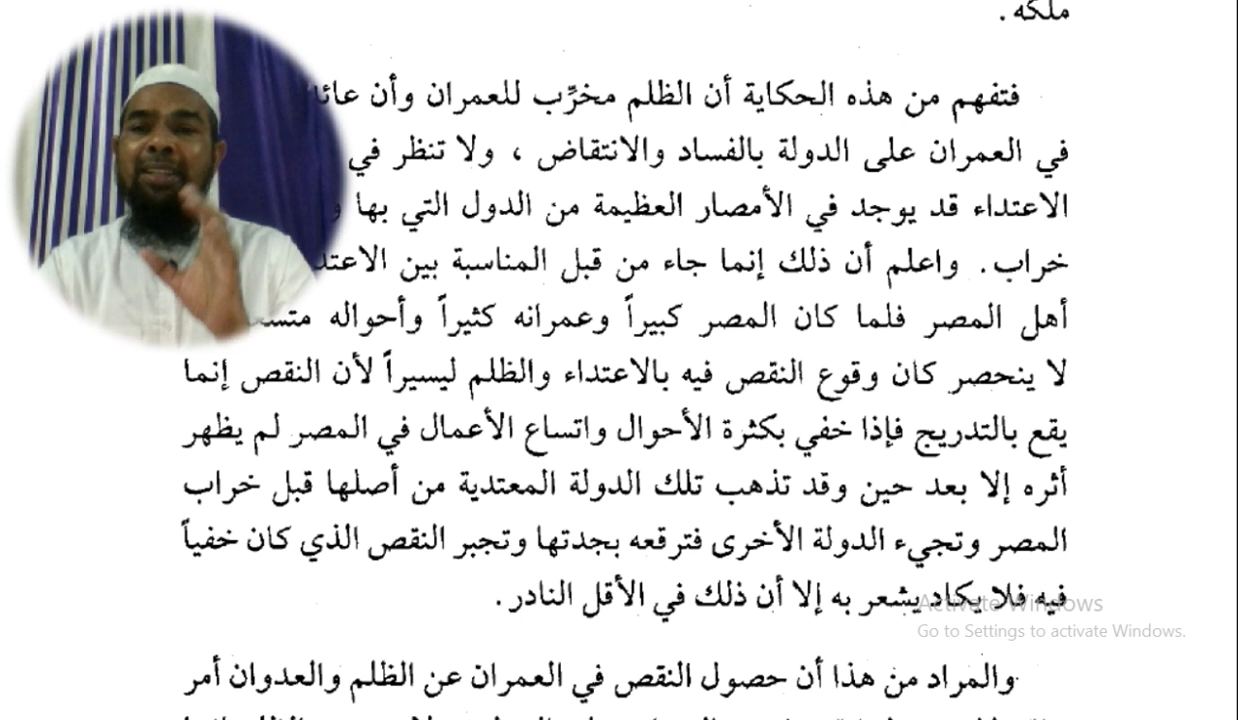 ملكه .
فتفهم من هذه الحكاية أن الظلم مخرِّب للعمران وأن
في العمران على الدولة بالفساد والانتقاض ، ولا تنظر في
الاعتداء قد يوجد في الأمصار العظيمة من الدول التي بها
خراب. واعلم أن ذلك إنما جاء من قبل المناسبة بين
أهل المصر فلما كان المصر كبيراً وعمرانه كثيراً وأحواله
لا ينحصر كان وقوع النقص فيه بالاعتداء والظلم ليسيراً لأن النقص إنما
يقع بالتدريج فإذا خفي بكثرة الأحوال واتساع الأعمال في المصر لم يظهر
أثره إلا بعد حين وقد تذهب تلك الدولة المعتدية من أصلها قبل خراب
المصر وتجيء الدولة الأخرى فترقعه بجدتها وتجبر النقص الذي كان خفياً
فيه فلا يكاد يشعر به إلا أن ذلك في الأقل النادر .
Activate Windows
Go to Settings to activate Windows.
والمراد من هذا أن حصول النقص في العمران عن الظلم والعدوان أمر